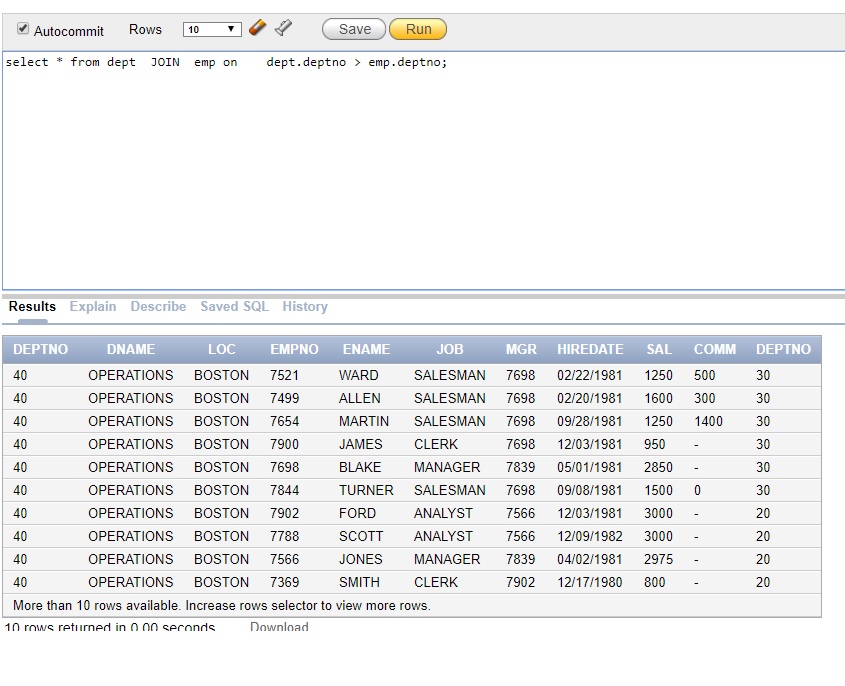 Autocommit Rows 10 Save Run
select * from dept JOIN emp on dept.deptno > emp.deptno;
Results Explain Describe Saved SQL History
DEPTNO DNAME LOC EMPNO ENAME JOB MGR HIREDATE SAL COMM DEPTNO
40 OPERATIONS BOSTON 7521 WARD SALESMAN 7698 02/22/1981 1250 500 30
40 OPERATIONS BOSTON 7499 ALLEN SALESMAN 7698 02/20/1981 1600 300 30
40 OPERATIONS BOSTON 7654 MARTIN SALESMAN 7698 09/28/1981 1250 1400 30
40 OPERATIONS BOSTON 7900 JAMES CLERK 7698 12/03/1981 950 - 30
40 OPERATIONS BOSTON 7698 BLAKE MANAGER 7839 05/01/1981 2850 - 30
40 OPERATIONS BOSTON 7844 TURNER SALESMAN 7698 09/08/1981 1500 0 30
40 OPERATIONS BOSTON 7902 FORD ANALYST 7566 12/03/1981 3000 - 20
40 OPERATIONS BOSTON 7788 SCOTT ANALYST 7566 12/09/1982 3000 - 20
40 OPERATIONS BOSTON 7566 JONES MANAGER 7839 04/02/1981 2975 - 20
40 OPERATIONS BOSTON 7369 SMITH CLERK 7902 12/17/1980 800 - 20
More than 10 rows available. Increase rows selector to view more rows.
10 rows returned in 0.00 seconds Download